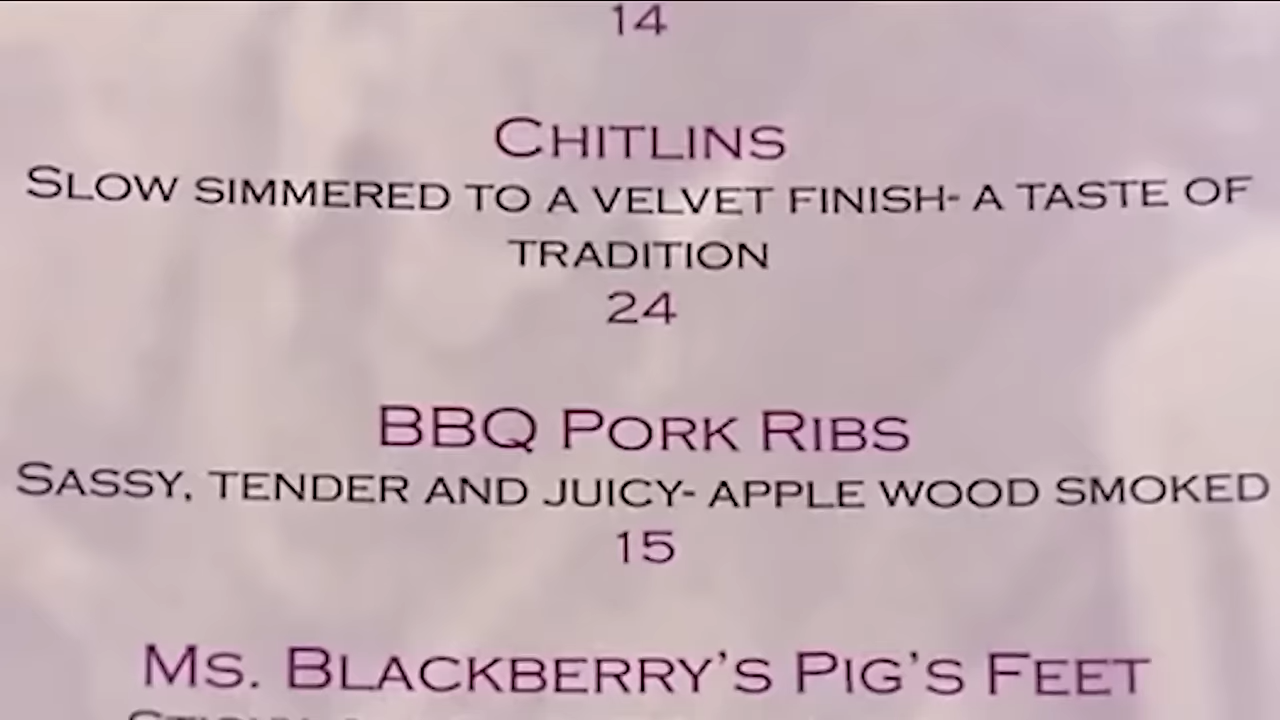 14
CHITLINS
SLOW SIMMERED TO A VELVET FINISH- A TASTE OF
TRADITION
24
BBQ PORK RIBS
SASSY, TENDER AND JUICY- APPLE WOOD SMOKED
15
MS. BLACKBERRY'S PIG'S FEET